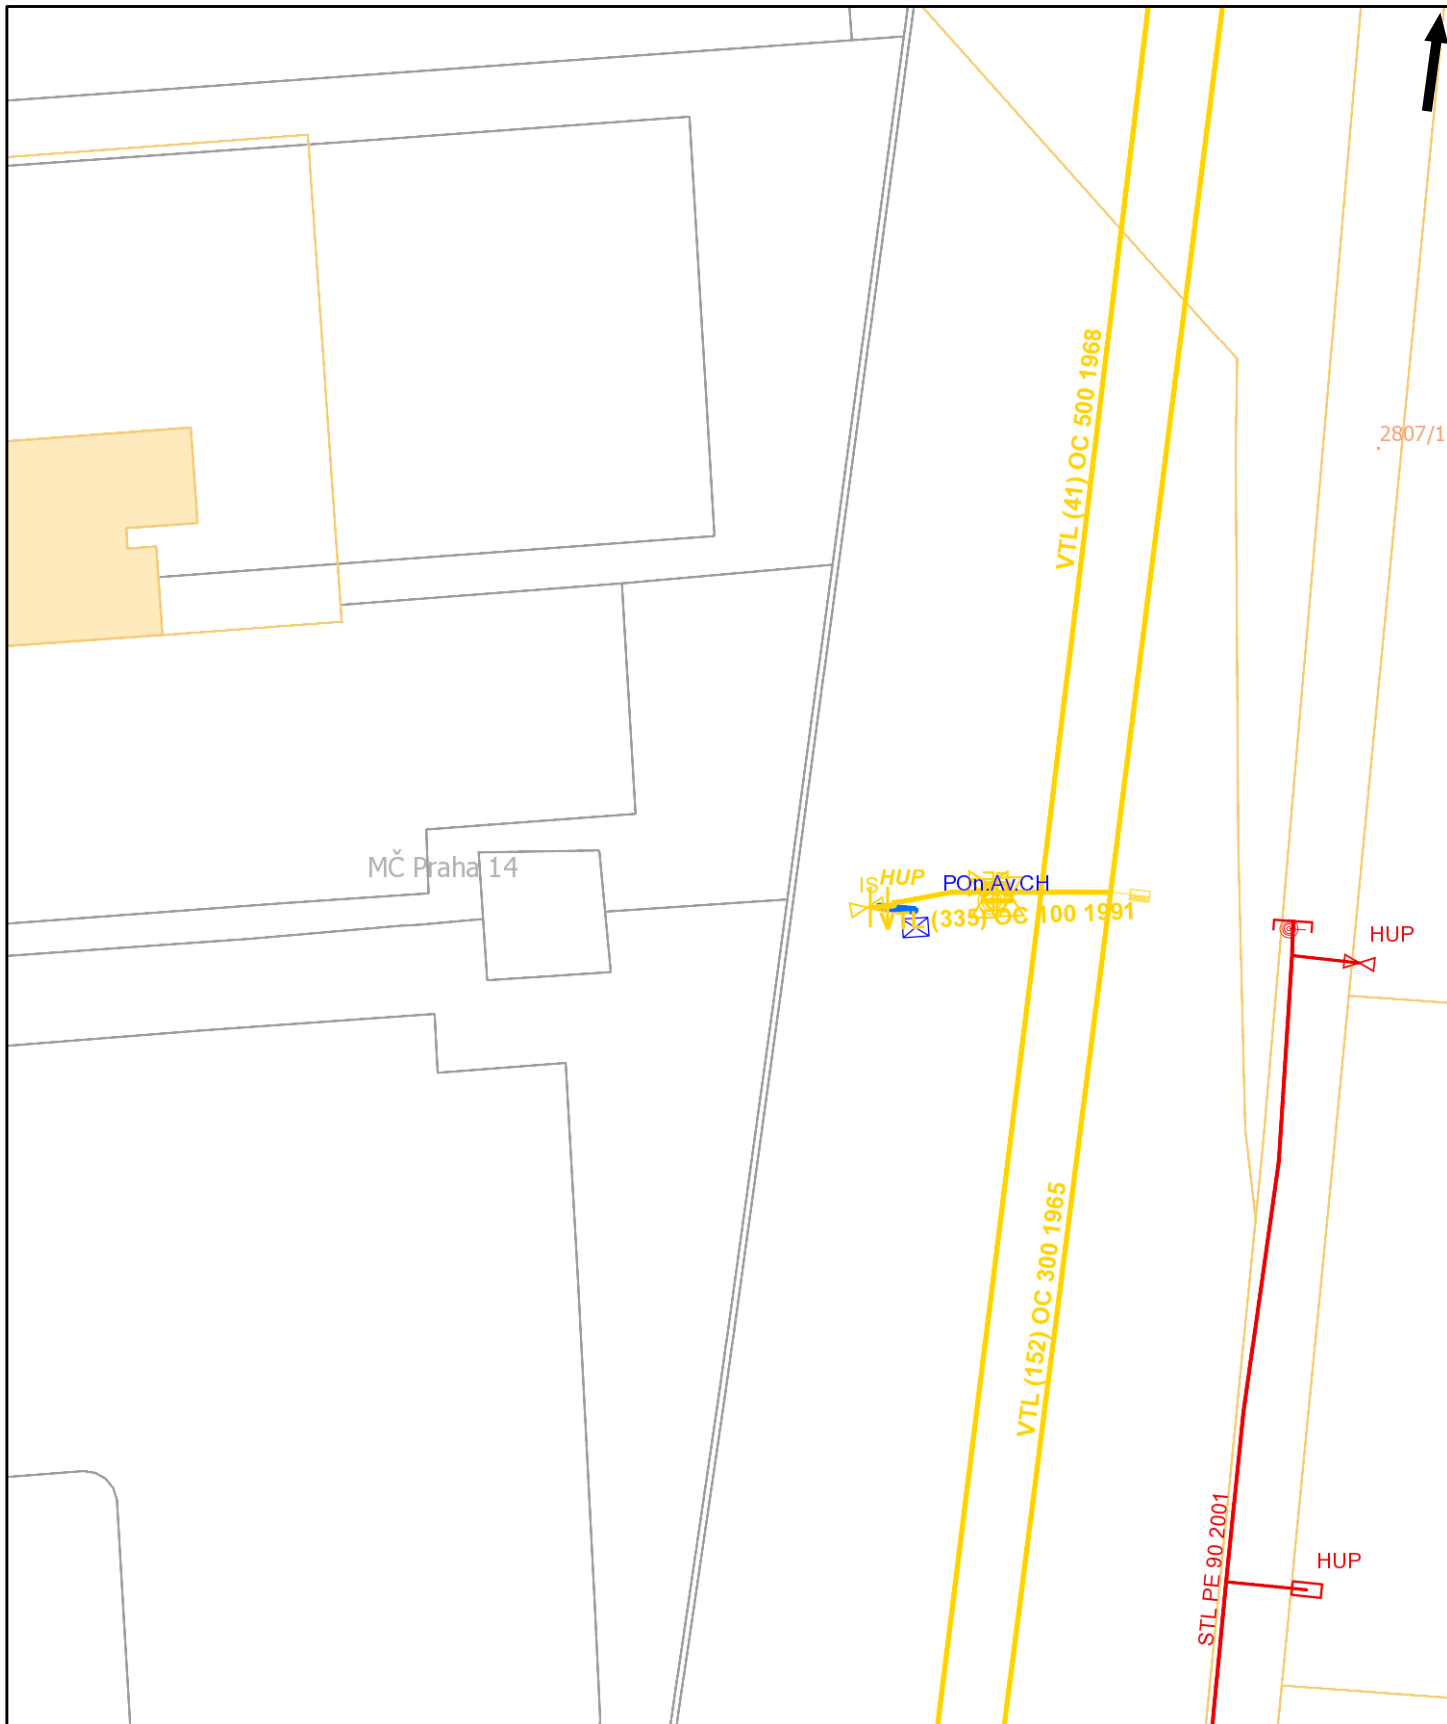 VTL (41) OC 500 1968
2807/1
MČ Praha 14
IS
HUP
POn.Av.CH
VTL (335) OC 100 1991
HUP
VTL (152) OC 300 1965
STL PE 90 2001
HUP